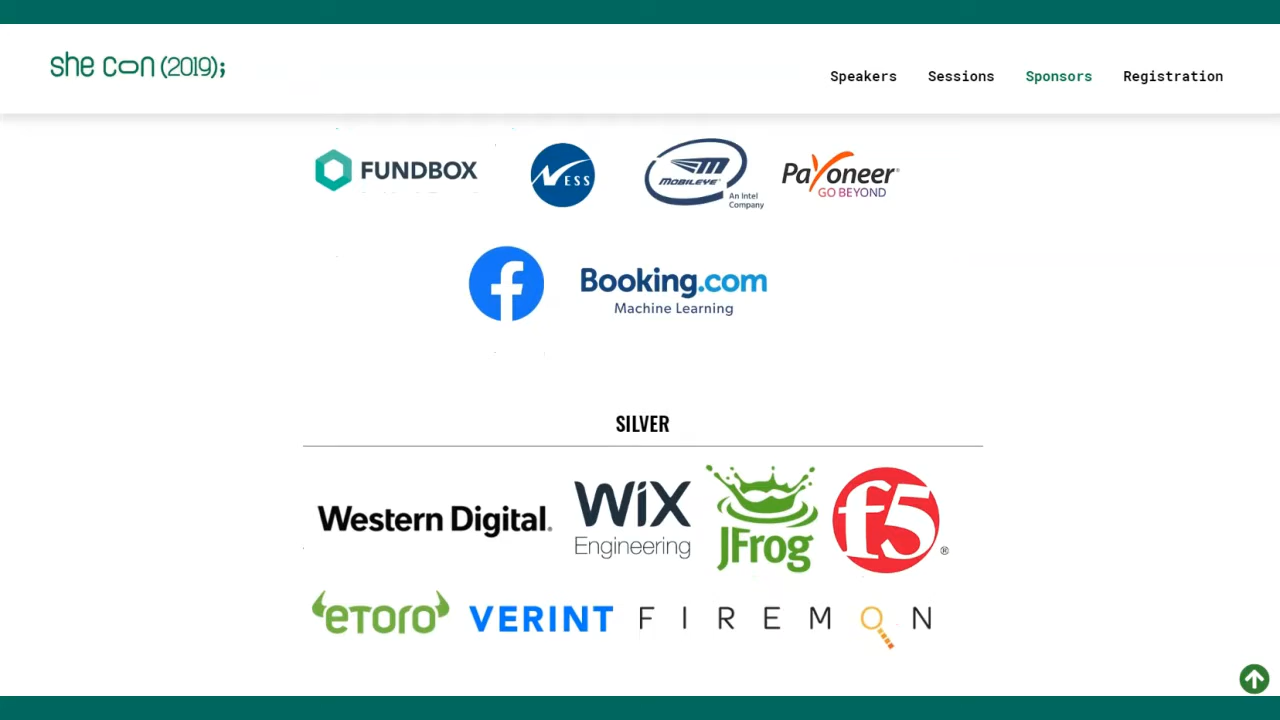 she con (2019);
Speakers Sessions Sponsors Registration
FUNDBOX
NESS
MOBILEYE
An Intel
Company
Payoneer
GO BEYOND
f
Booking.com
Machine Learning
SILVER
Western Digital.
WiX
Engineering
JFrog
f5
eTORO VERINT FIREMON